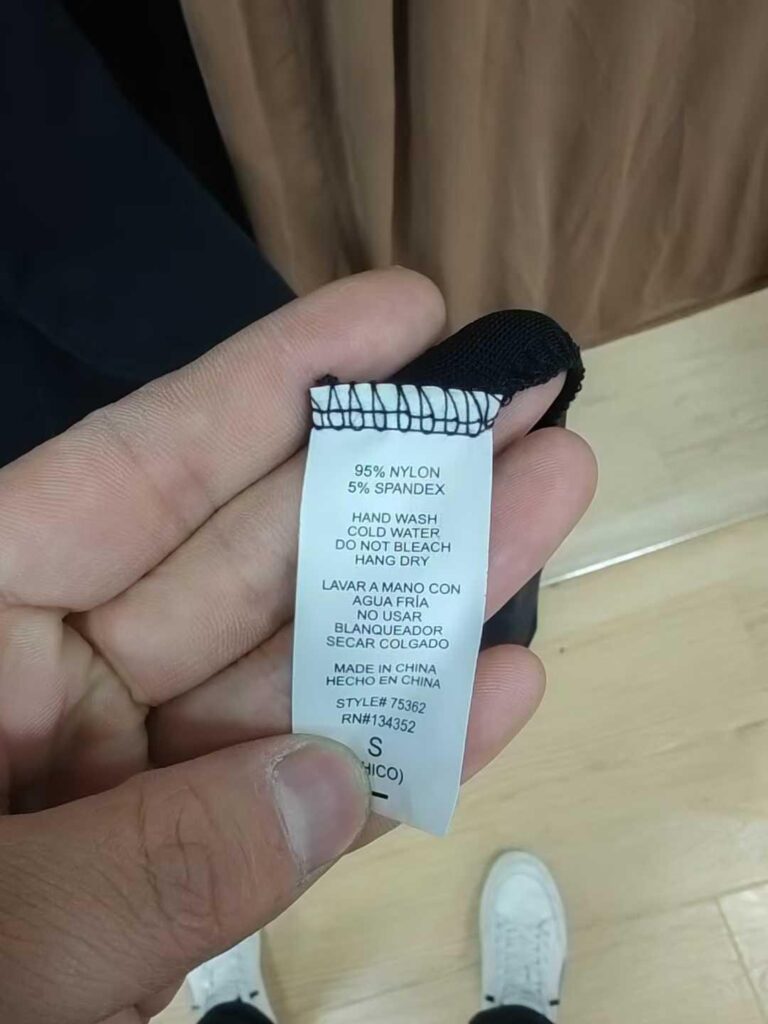 95% NYLON
5% SPANDEX
HAND WASH
COLD WATER
DO NOT BLEACH
HANG DRY
LAVAR A MANO CON
AGUA FRÍA
NO USAR
BLANQUEADOR
SECAR COLGADO
MADE IN CHINA
HECHO EN CHINA
STYLE# 75362
RN#134352
S